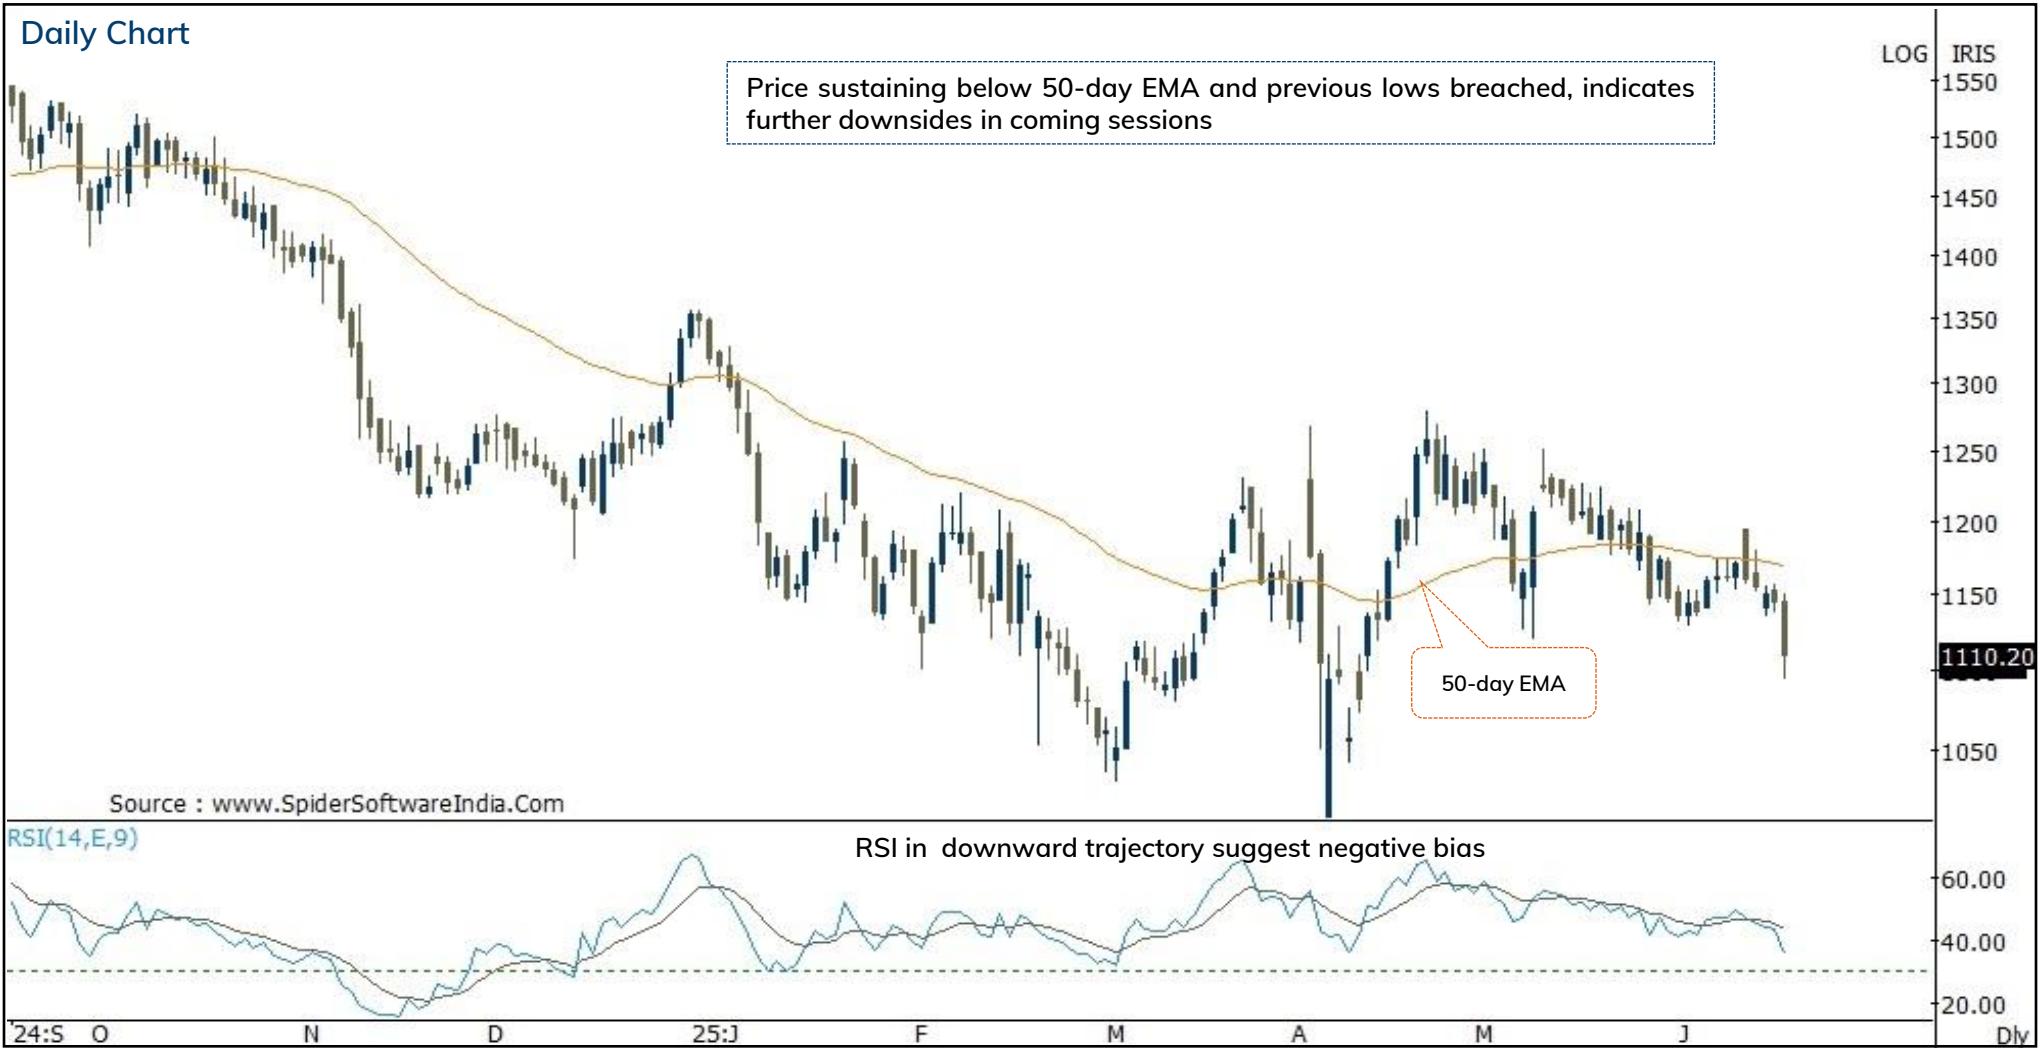 Daily Chart
LOG IRIS
Price sustaining below 50-day EMA and previous lows breached, indicates
further downsides in coming sessions
1550
1500
1450
1400
1350
1300
1250
1200
1150
1110.20
1050
50-day EMA
Source : www.SpiderSoftwareIndia.Com
RSI(14,E,9)
RSI in downward trajectory suggest negative bias
60.00
40.00
20.00
24:S O N D 25:J F M A M J Dly